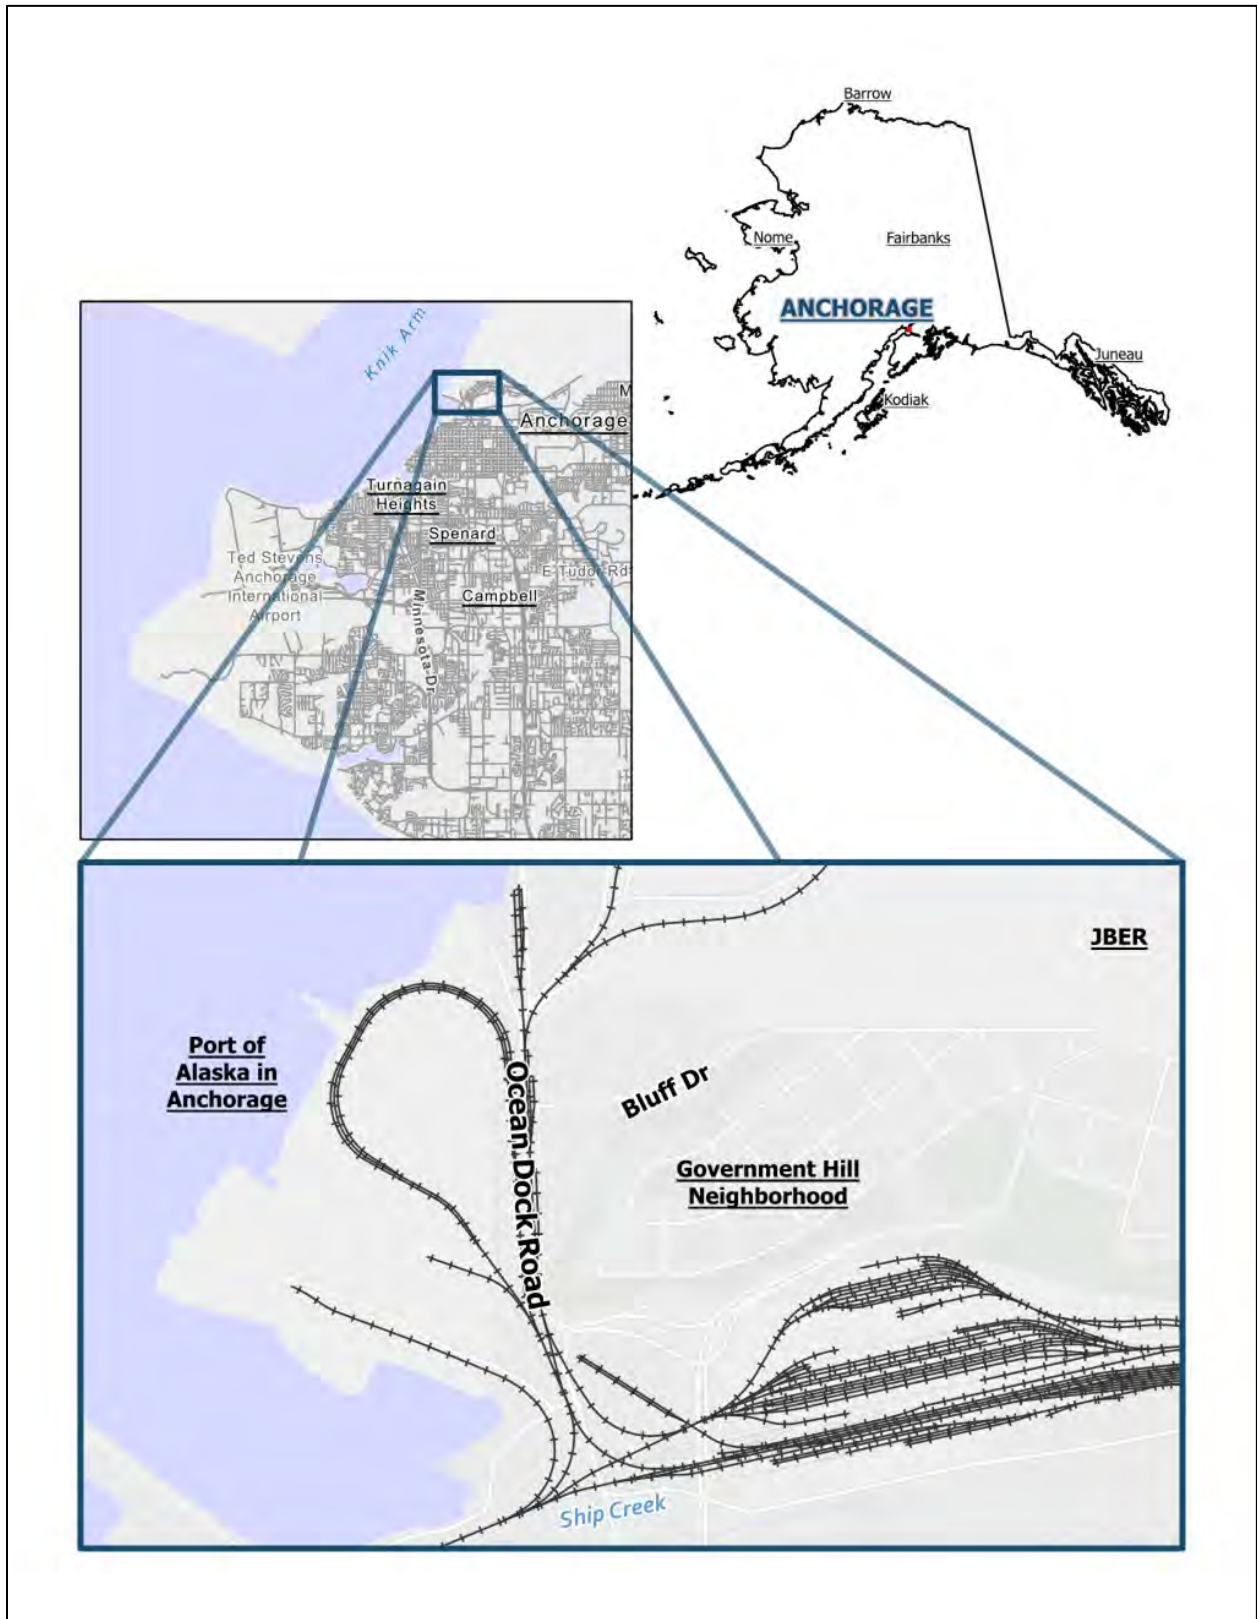 Barrow
Nome
Fairbanks
ANCHORAGE
Juneau
Kodiak
Knik Arm
M
Anchorage
Turnagain
Heights
Spenard
Ted Stevens
Anchorage
International
Airport
E Tudor Rd
Campbell
Minnesota Dr
JBER
Port of
Alaska in
Anchorage
Ocean Dock Road
Bluff Dr
Government Hill
Neighborhood
Ship Creek